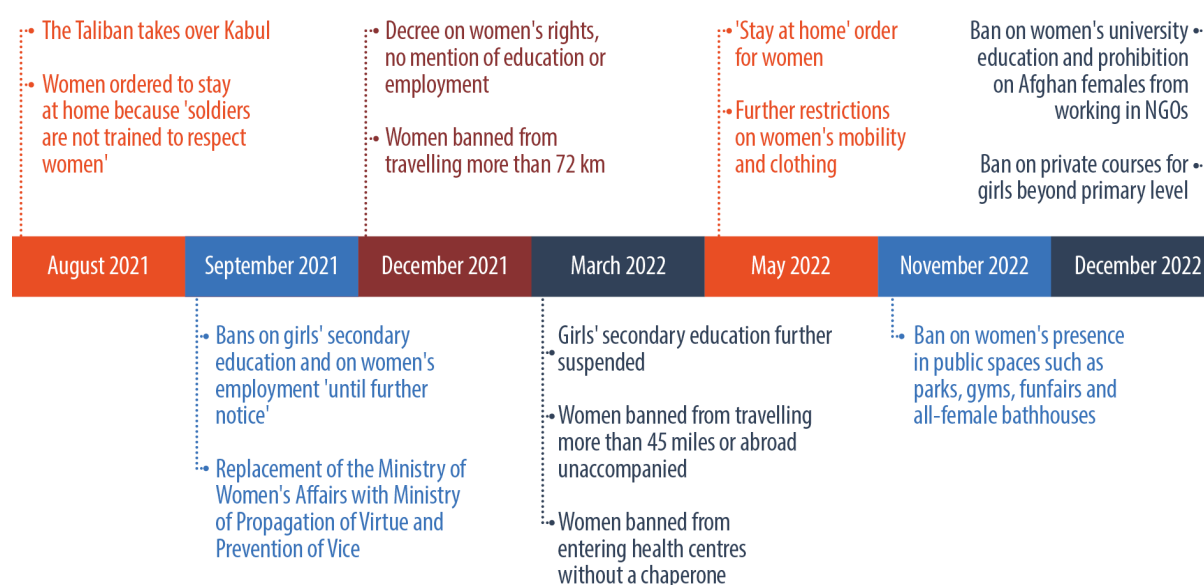 The Taliban takes over Kabul
Women ordered to stay
at home because 'soldiers
are not trained to respect
women'
Decree on women's rights,
no mention of education or
employment
Women banned from
travelling more than 72 km
'Stay at home' order
for women
Further restrictions
on women's mobility
and clothing
Ban on women's university
education and prohibition
on Afghan females from
working in NGOs
Ban on private courses for
girls beyond primary level
August 2021
September 2021
December 2021
March 2022
May 2022
November 2022
December 2022
Bans on girls' secondary
education and on women's
employment 'until further
notice'
Replacement of the Ministry of
Women's Affairs with Ministry
of Propagation of Virtue and
Prevention of Vice
Girls' secondary education further
suspended
Women banned from travelling
more than 45 miles or abroad
unaccompanied
Women banned from
entering health centres
without a chaperone
Ban on women's presence
in public spaces such as
parks, gyms, funfairs and
all-female bathhouses